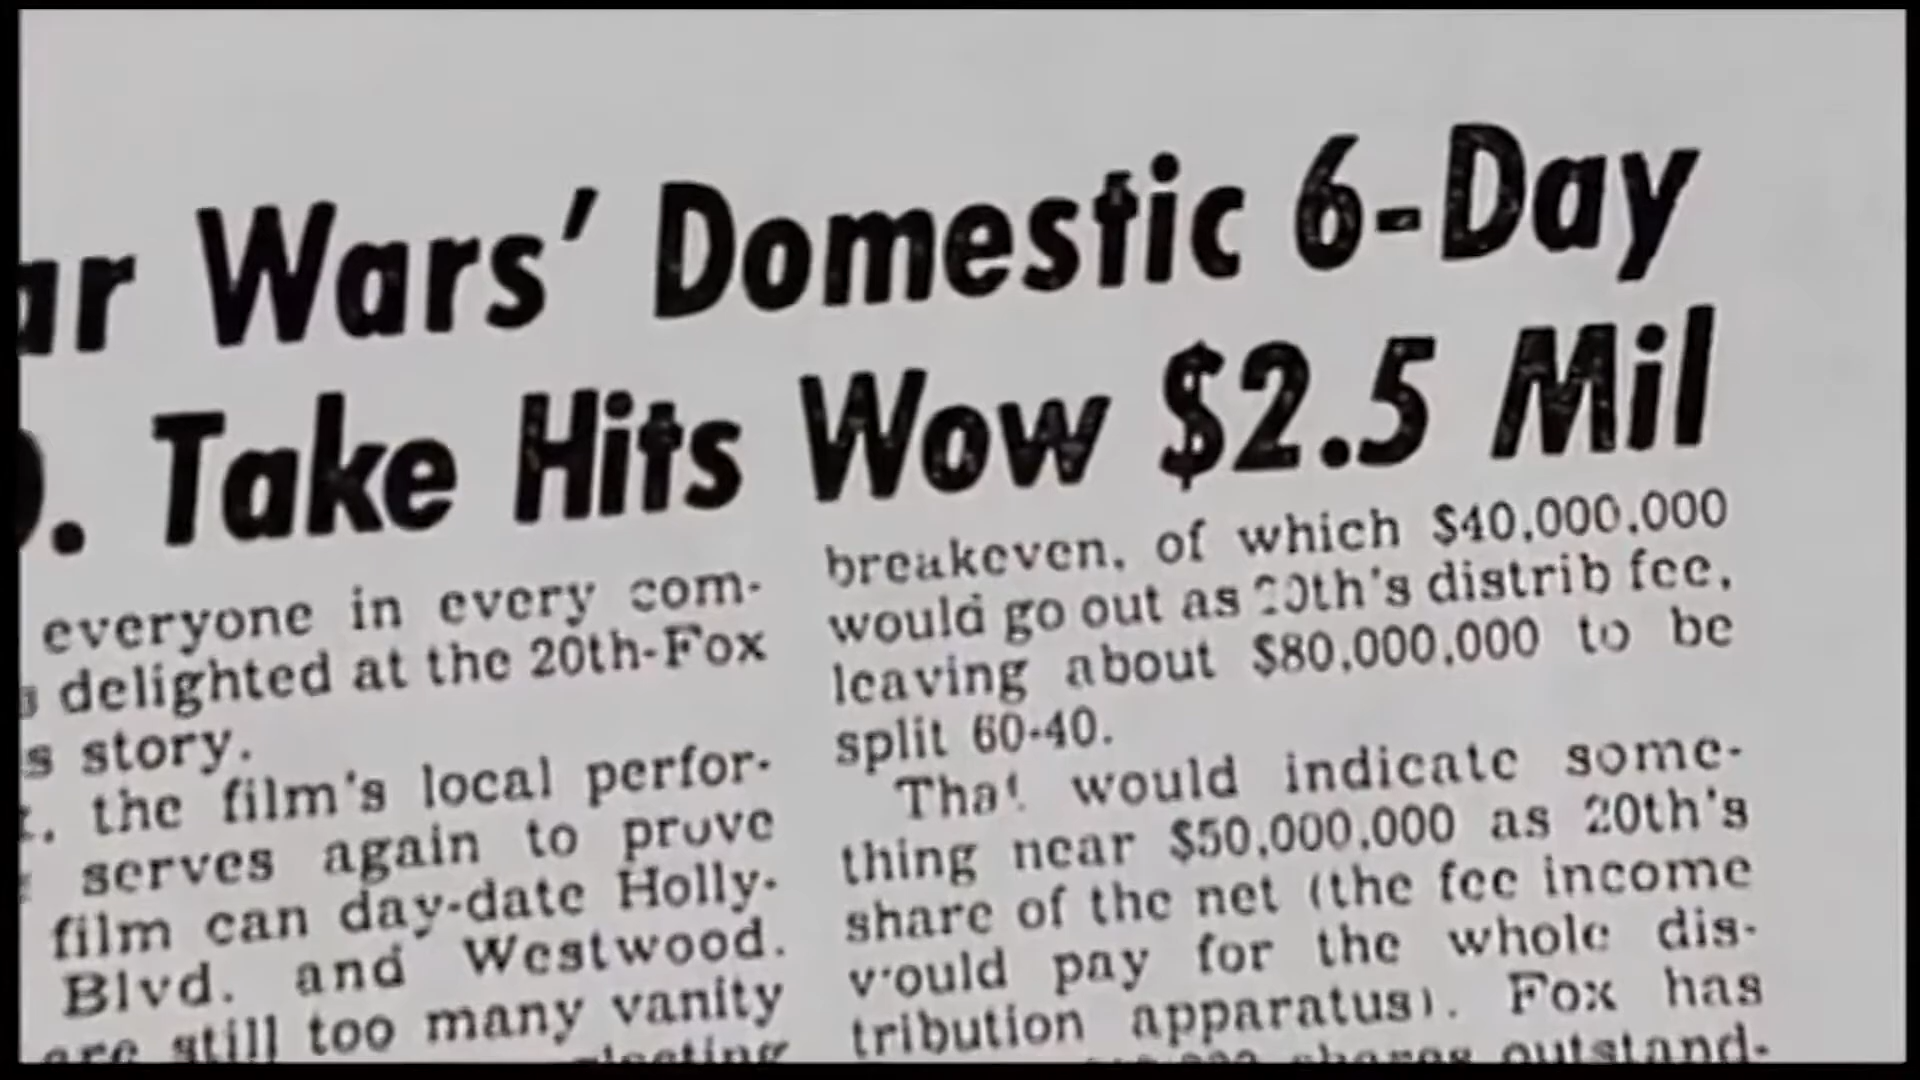 ar Wars' Domestic 6-Day
. Take Hits Wow $2.5 Mil
everyone in every com-
delighted at the 20th-Fox
s story.
the film's local perfor-
serves again to prove
film can day-date Holly-
Blvd. and Westwood.
are still too many vanity
breakeven, of which $40,000,000
would go out as 20th's distrib fee,
leaving about $80,000,000 to be
split 60-40.
That would indicate some-
thing near $50,000,000 as 20th's
share of the net (the fee income
would pay for the whole dis-
tribution apparatus). Fox has
shares outstand-